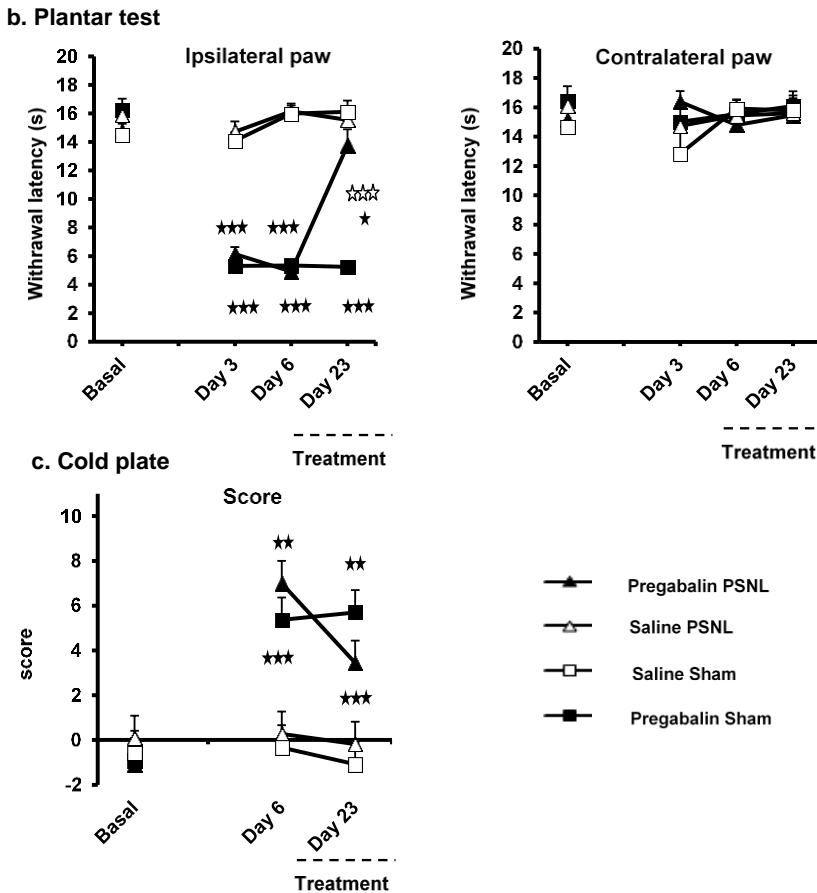 b. Plantar test
Ipsilateral paw
Withrawal latency (s)
20
18
16
14
12
10
8
6
4
2
0
★★★
★★★
☆☆☆
★
★★★
★★★
★★★
Basal
Day 3
Day 6
Day 23
Treatment
Contralateral paw
Withrawal latency (s)
20
18
16
14
12
10
8
6
4
2
0
Basal
Day 3
Day 6
Day 23
Treatment
c. Cold plate
Score
score
10
8
6
4
2
0
-2
★★
★★
★★★
★★★
Basal
Day 6
Day 23
Treatment
Pregabalin PSNL
Saline PSNL
Saline Sham
Pregabalin Sham